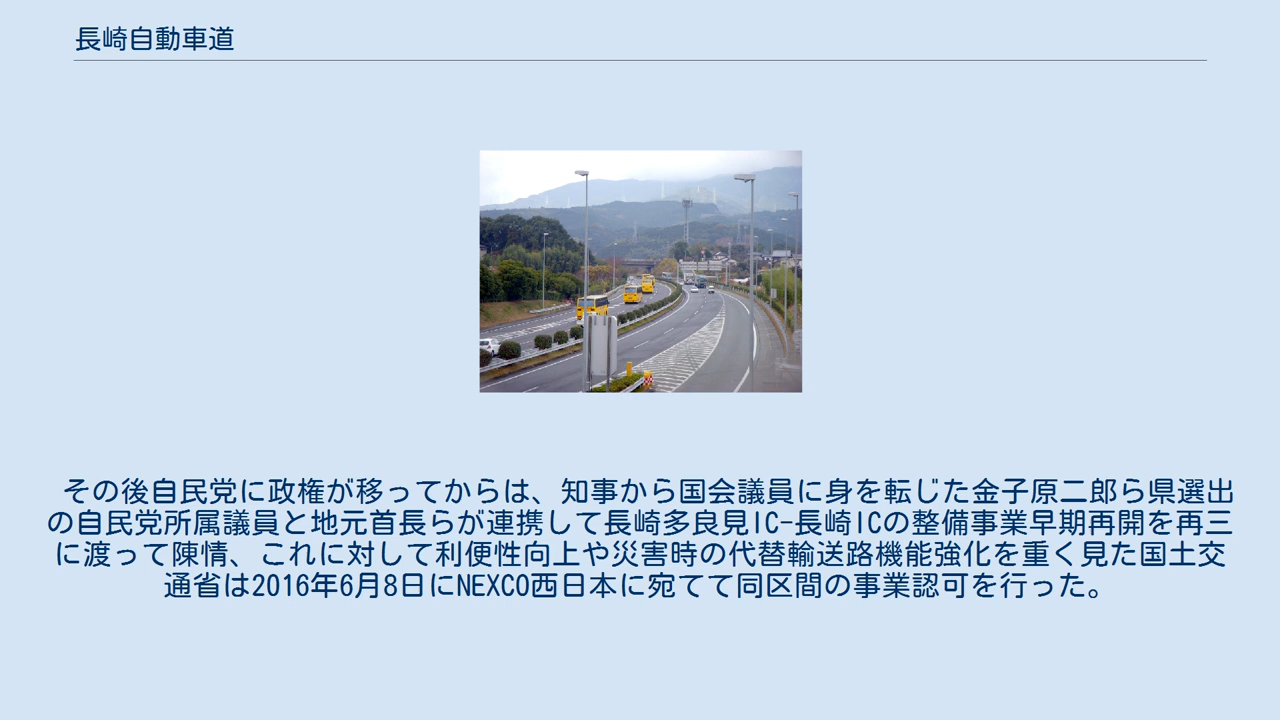 長崎自動車道
その後自民党に政権が移ってからは、知事から国会議員に身を転じた金子原二郎ら県選出
の自民党所属議員と地元首長らが連携して長崎多良見IC-長崎ICの整備事業早期再開を再三
に渡って陳情、これに対して利便性向上や災害時の代替輸送路機能強化を重く見た国土交
通省は2016年6月8日にNEXCO西日本に宛てて同区間の事業認可を行った。